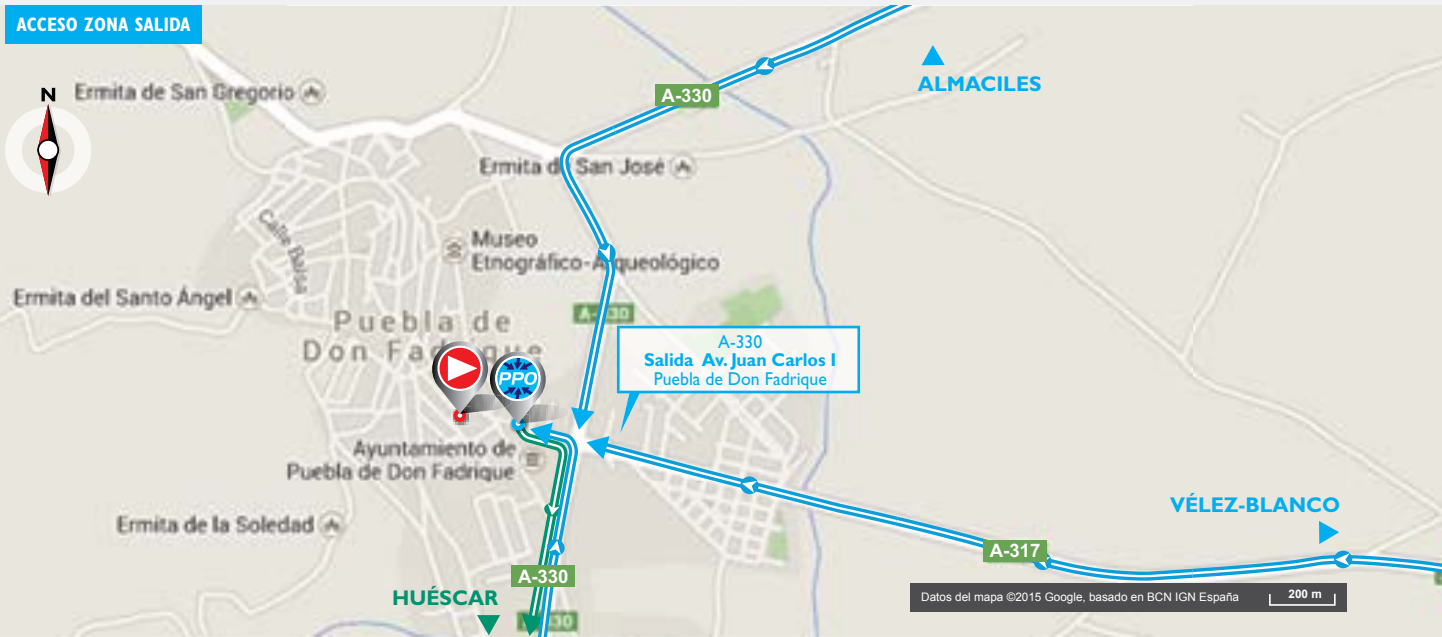 ACCESO ZONA SALIDA
ALMACILES
N
Ermita de San Gregorio
A-330
Ermita de San José
Calle Balsa
Museo
Etnográfico-Arqueológico
Ermita del Santo Ángel
A-330
Puebla de
Don Fadrique
A-330
Salida Av. Juan Carlos I
Puebla de Don Fadrique
PPO
Ayuntamiento de
Puebla de Don Fadrique
VÉLEZ-BLANCO
Ermita de la Soledad
A-317
A-330
HUÉSCAR
Datos del mapa ©2015 Google, basado en BCN IGN España
200 m